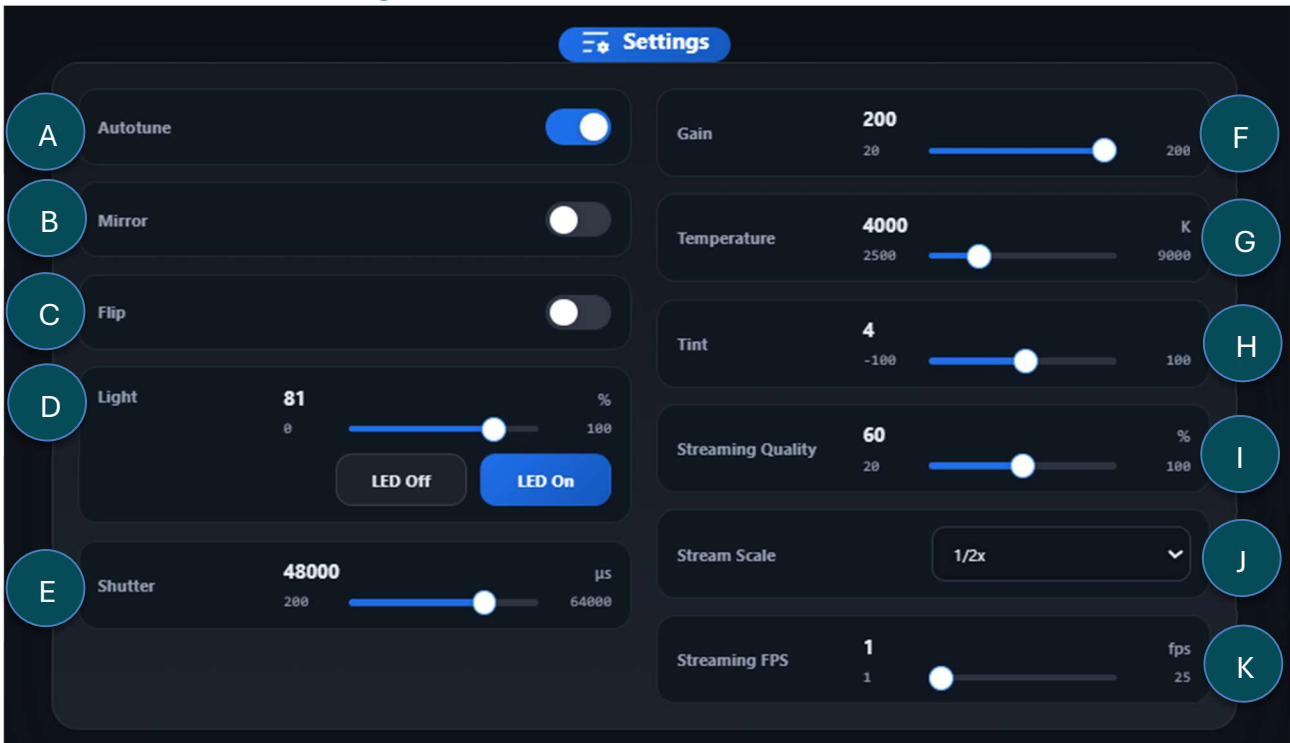 Settings
A
Autotune
B
Mirror
C
Flip
D
Light
81
%
0
100
LED Off
LED On
E
Shutter
48000
µs
200
64000
Gain
200
20
200
F
Temperature
4000
K
2500
9000
G
Tint
4
-100
100
H
Streaming Quality
60
%
20
100
I
Stream Scale
1/2x
J
Streaming FPS
1
fps
1
25
K